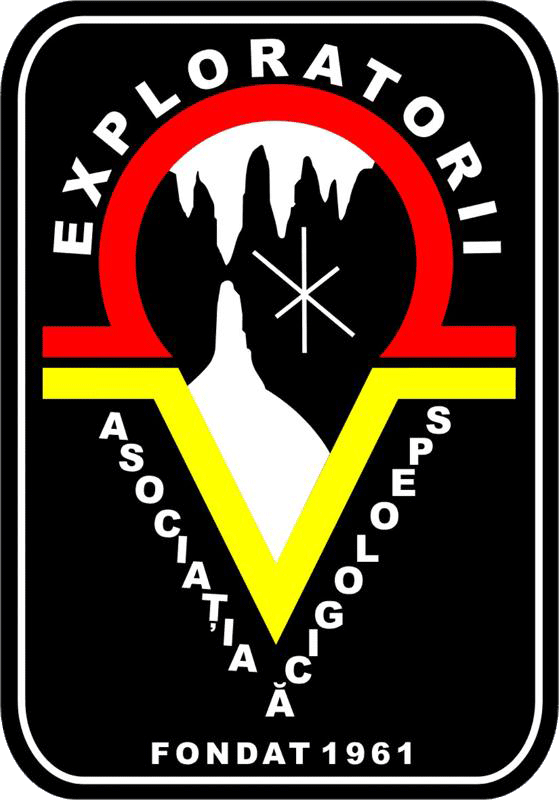 EXPLORATORII
ASOCIAȚIA
SPEOLOGICĂ
FONDAT 1961